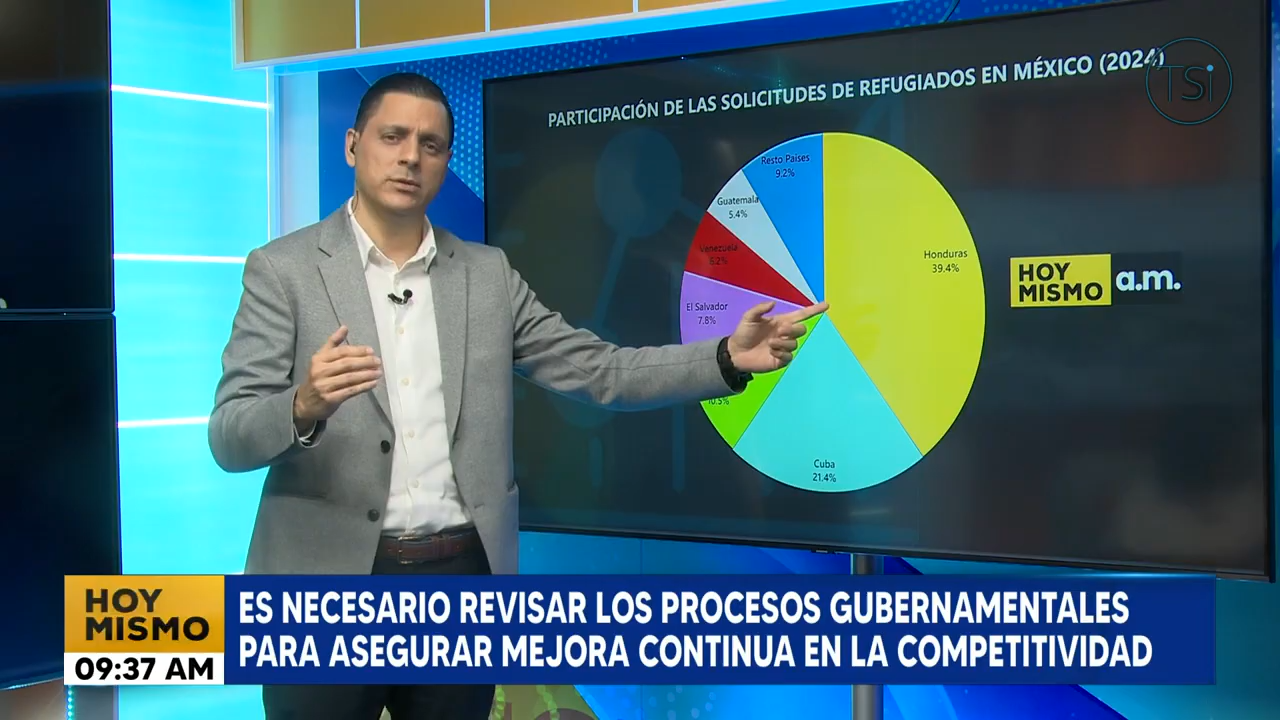 TSi
PARTICIPACIÓN DE LAS SOLICITUDES DE REFUGIADOS EN MÉXICO (2024)
Resto Países
9.2%
Guatemala
5.4%
Venezuela
6.2%
El Salvador
7.8%
10.5%
Cuba
21.4%
Honduras
39.4%
HOY
MISMO
a.m.
HOY
MISMO
09:37 AM
ES NECESARIO REVISAR LOS PROCESOS GUBERNAMENTALES
PARA ASEGURAR MEJORA CONTINUA EN LA COMPETITIVIDAD